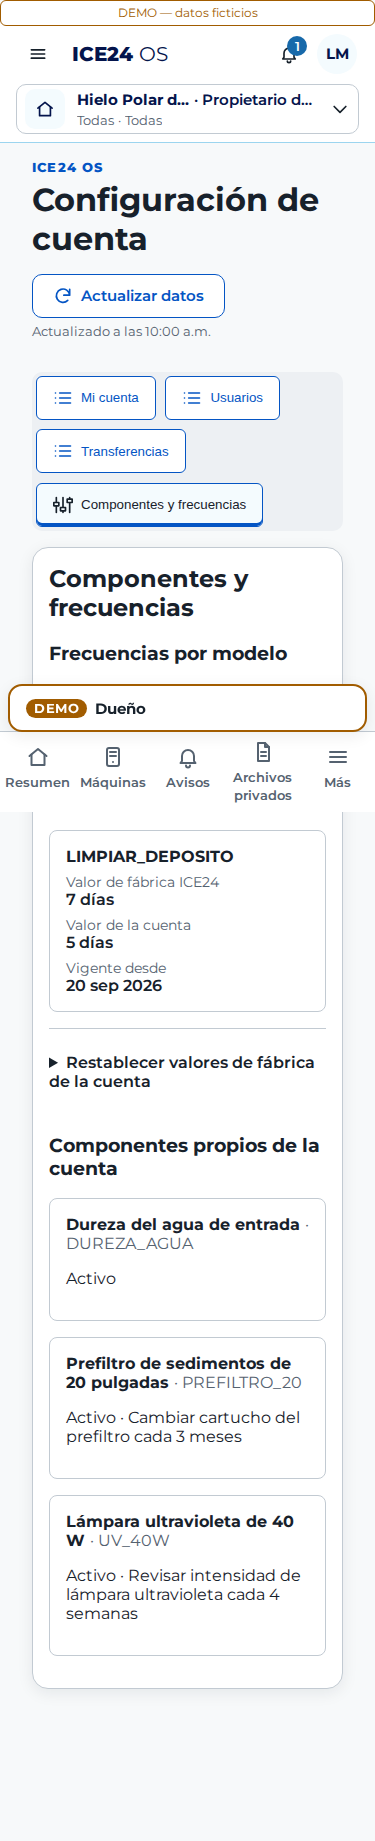 DEMO — datos ficticios
ICE24 OS
1
LM
Hielo Polar d... · Propietario d...
Todas · Todas
ICE24 OS
Configuración de
cuenta
Actualizar datos
Actualizado a las 10:00 a.m.
Mi cuenta
Usuarios
Transferencias
Componentes y frecuencias
Componentes y
frecuencias
Frecuencias por modelo
DEMO Dueño
Resumen
Máquinas
Avisos
Archivos
privados
Más
LIMPIAR_DEPOSITO
Valor de fábrica ICE24
7 días
Valor de la cuenta
5 días
Vigente desde
20 sep 2026
Restablecer valores de fábrica
de la cuenta
Componentes propios de la
cuenta
Dureza del agua de entrada ·
DUREZA_AGUA
Activo
Prefiltro de sedimentos de
20 pulgadas · PREFILTRO_20
Activo · Cambiar cartucho del
prefiltro cada 3 meses
Lámpara ultravioleta de 40
W · UV_40W
Activo · Revisar intensidad de
lámpara ultravioleta cada 4
semanas